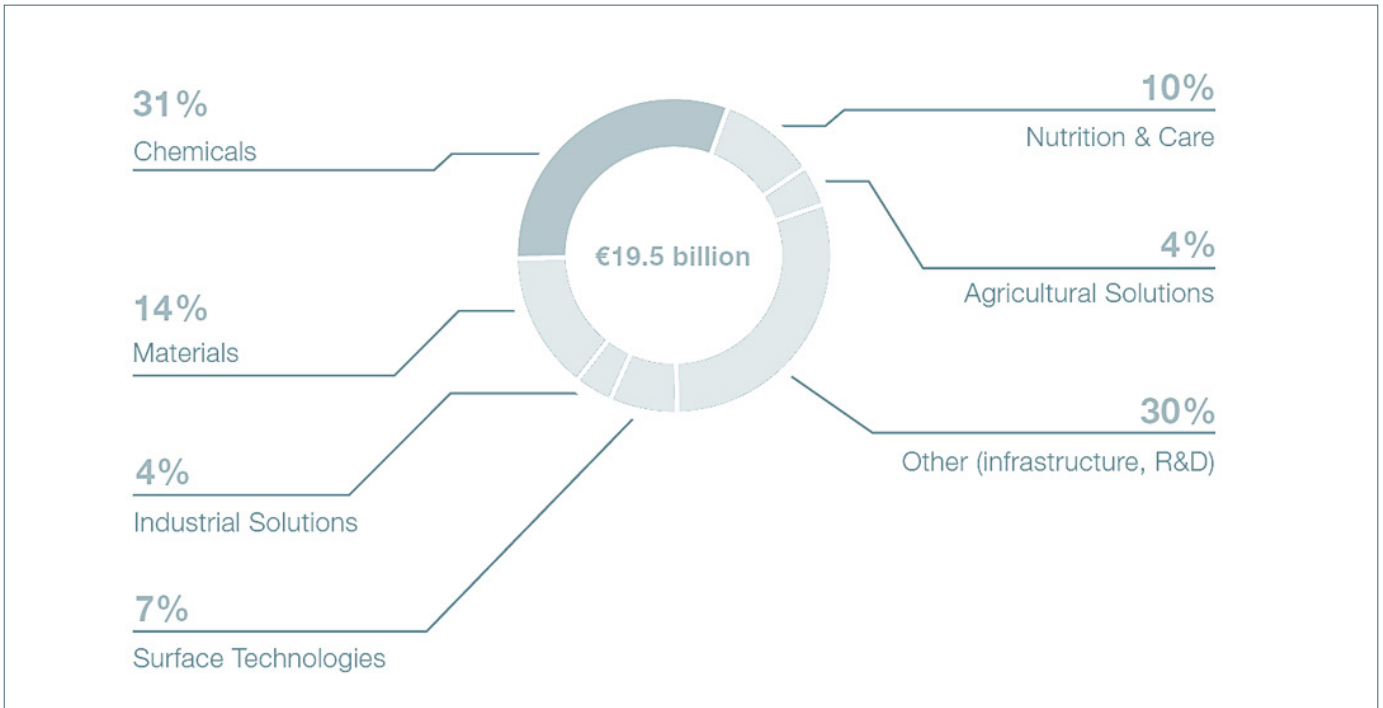 31%
Chemicals
14%
Materials
4%
Industrial Solutions
7%
Surface Technologies
€19.5 billion
10%
Nutrition & Care
4%
Agricultural Solutions
30%
Other (infrastructure, R&D)